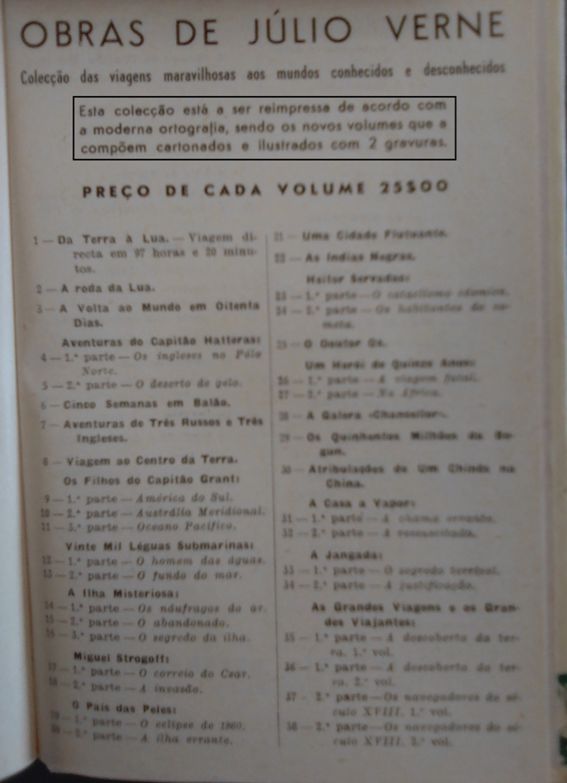 OBRAS DE JÚLIO VERNE
Colecção das viagens maravilhosas aos mundos conhecidos e desconhecidos
Esta colecção está a ser reimpressa de acordo com
a moderna ortografia, sendo os novos volumes que a
compõem cartonados e ilustrados com 2 gravuras.
PREÇO DE CADA VOLUME 25$00
1 — Da Terra à Lua. — Viagem di-
recta em 97 horas e 20 minu-
tos.
2 — A roda da Lua.
3 — A Volta ao Mundo em Oitenta
Dias.
Aventuras do Capitão Hatteras:
4 — 1.ª parte — Os ingleses no Pólo
Norte.
5 — 2.ª parte — O deserto de gelo.
6 — Cinco Semanas em Balão.
7 — Aventuras de Três Russos e Três
Ingleses.
8 — Viagem ao Centro da Terra.
Os Filhos do Capitão Grant:
9 — 1.ª parte — América do Sul.
10 — 2.ª parte — Austrália Meridional.
11 — 3.ª parte — Oceano Pacífico.
Vinte Mil Léguas Submarinas:
12 — 1.ª parte — O homem das águas.
13 — 2.ª parte — O fundo do mar.
A Ilha Misteriosa:
14 — 1.ª parte — Os náufragos do ar.
15 — 2.ª parte — O abandonado.
16 — 3.ª parte — O segredo da ilha.
Miguel Strogoff:
17 — 1.ª parte — O correio do Czar.
18 — 2.ª parte — A invasão.
O País das Peles:
19 — 1.ª parte — O eclipse de 1860.
20 — 2.ª parte — A ilha errante.
21 — Uma Cidade Flutuante.
22 — As Indias Negras.
Heitor Servadac:
23 — 1.ª parte — O cataclismo cósmico.
24 — 2.ª parte — Os habitantes do co-
meta.
25 — O Doutor Ox.
Um Herói de Quinze Anos:
26 — 1.ª parte — A viagem fatal.
27 — 2.ª parte — Na África.
28 — A Galera «Chancellor».
29 — Os Quinhentos Milhões da Be-
gun.
30 — Atribulações de Um Chinês na
China.
A Casa a Vapor:
31 — 1.ª parte — A chama errante.
32 — 2.ª parte — A ressuscitada.
A Jangada:
33 — 1.ª parte — O segredo terrível.
34 — 2.ª parte — A justificação.
As Grandes Viagens e os Gran-
des Viajantes:
35 — 1.ª parte — A descoberta da ter-
ra. 1.º vol.
36 — 1.ª parte — A descoberta da ter-
ra. 2.º vol.
37 — 2.ª parte — Os navegadores do sé-
culo XVIII. 1.º vol.
38 — 2.ª parte — Os navegadores do sé-
culo XVIII. 2.º vol.